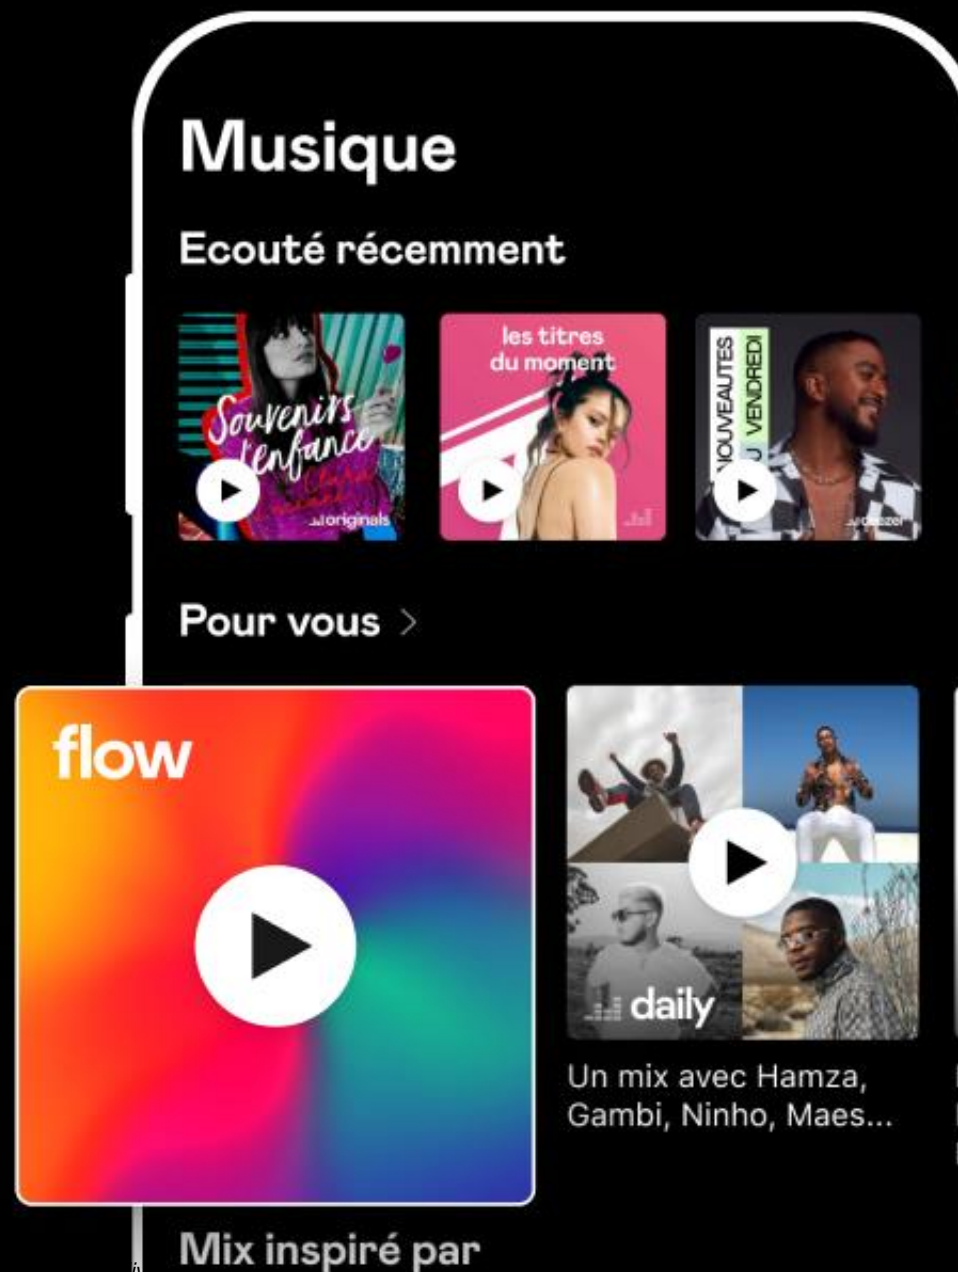 Musique
Ecouté récemment
Souvenirs
d'enfance
originals
les titres
du moment
NOUVEAUTES
VENDREDI
deezer
Pour vous
flow
daily
Un mix avec Hamza,
Gambi, Ninho, Maes...
Mix inspiré par